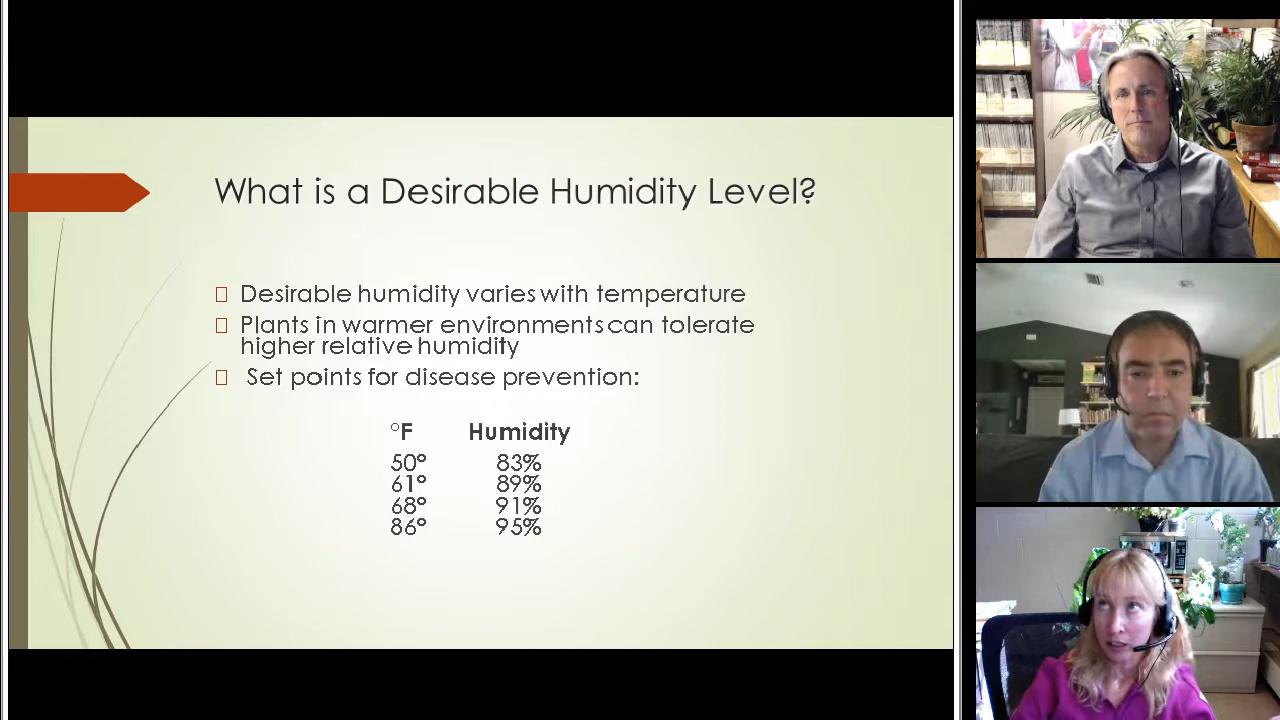 What is a Desirable Humidity Level?
Desirable humidity varies with temperature
Plants in warmer environments can tolerate
higher relative humidity
Set points for disease prevention:
°F Humidity
50° 83%
61° 89%
68° 91%
86° 95%